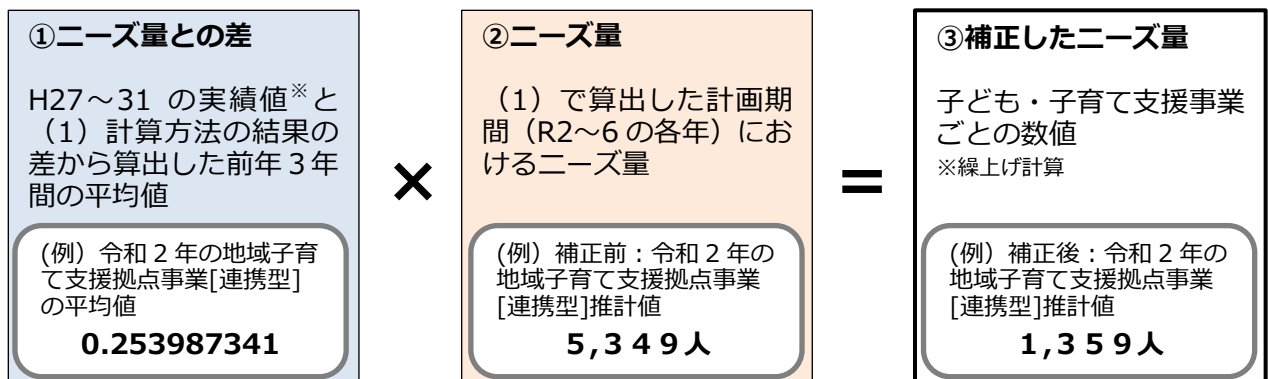 ①ニーズ量との差
H27～31 の実績値※と
（1）計算方法の結果の
差から算出した前年３年
間の平均値
(例）令和２年の地域子育
て支援拠点事業[連携型]
の平均値
0.253987341
×
②ニーズ量
（1）で算出した計画期
間（R2～6 の各年）にお
けるニーズ量
(例）補正前：令和２年の
地域子育て支援拠点事業
[連携型]推計値
5,３４９人
＝
③補正したニーズ量
子ども・子育て支援事業
ごとの数値
※繰上げ計算
(例）補正後：令和２年の
地域子育て支援拠点事業
[連携型]推計値
1,３５９人